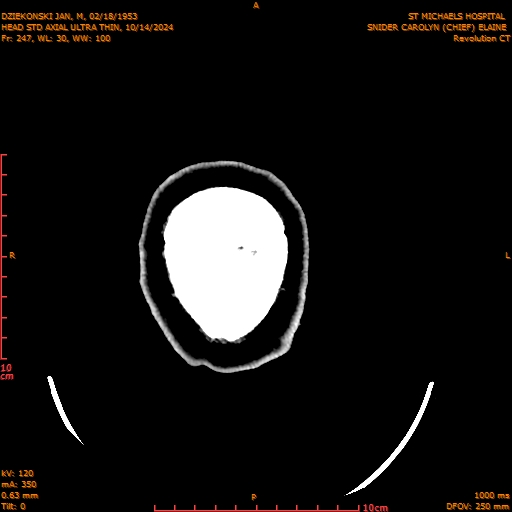 A
DZIEKONSKI JAN, M, 02/18/1953
HEAD STD AXIAL ULTRA THIN, 10/14/2024
Fr: 247, WL: 30, WW: 100
ST MICHAELS HOSPITAL
SNIDER CAROLYN (CHIEF) ELAINE
Revolution CT
R
L
10
cm
kV: 120
mA: 350
0.63 mm
Tilt: 0
P
10cm
1000 ms
DFOV: 250 mm